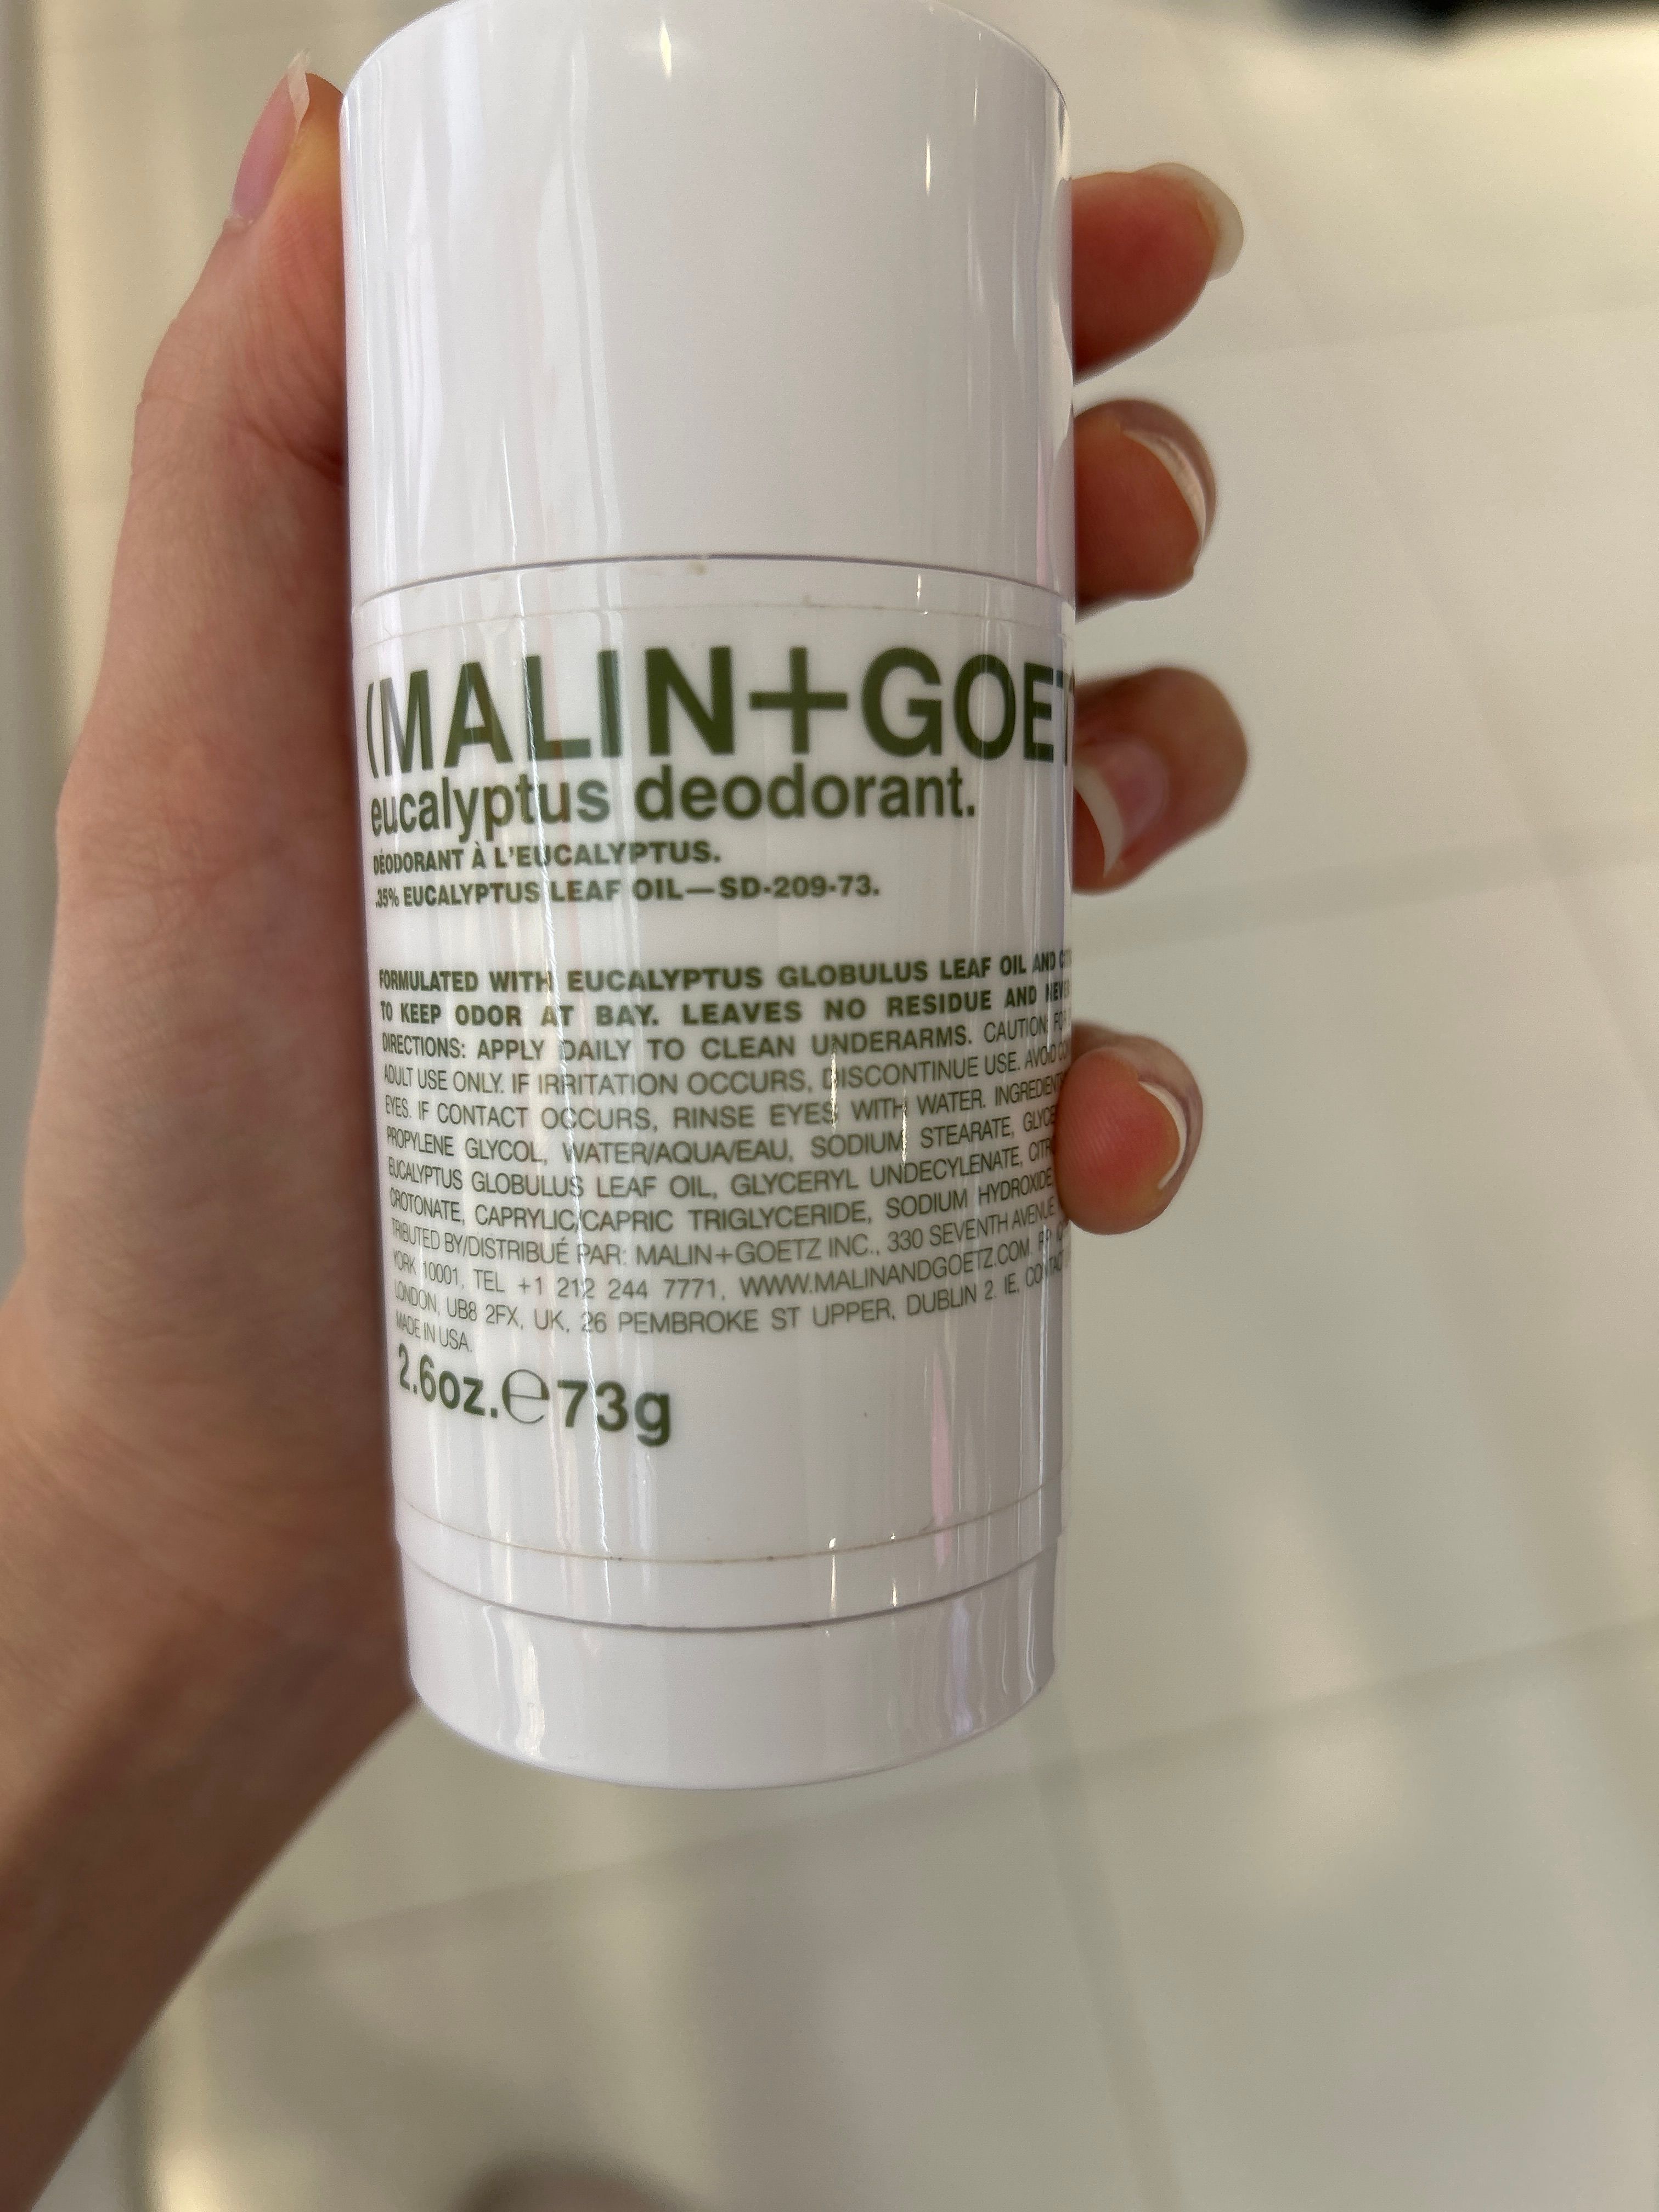 (MALIN+GOET
eucalyptus deodorant.
DÉODORANT À L'EUCALYPTUS.
.35% EUCALYPTUS LEAF OIL—SD-209-73.
FORMULATED WITH EUCALYPTUS GLOBULUS LEAF OIL AND
TO KEEP ODOR AT BAY. LEAVES NO RESIDUE AND
DIRECTIONS: APPLY DAILY TO CLEAN UNDERARMS. CAUTION:
ADULT USE ONLY. IF IRRITATION OCCURS, DISCONTINUE USE. AVOID
EYES. IF CONTACT OCCURS, RINSE EYES WITH WATER.
PROPYLENE GLYCOL, WATER/AQUA/EAU, SODIUM STEARATE,
EUCALYPTUS GLOBULUS LEAF OIL, GLYCERYL UNDECYLENATE,
CROTONATE, CAPRYLIC/CAPRIC TRIGLYCERIDE, SODIUM HYDROXIDE
TRIBUTED BY/DISTRIBUÉ PAR: MALIN+GOETZ INC., 330 SEVENTH AVENUE
YORK 10001, TEL +1 212 244 7771, WWW.MALINANDGOETZ.COM. RP
LONDON, UB8 2FX, UK, 26 PEMBROKE ST UPPER, DUBLIN 2. IE,
MADE IN USA.
2.6oz.℮73g